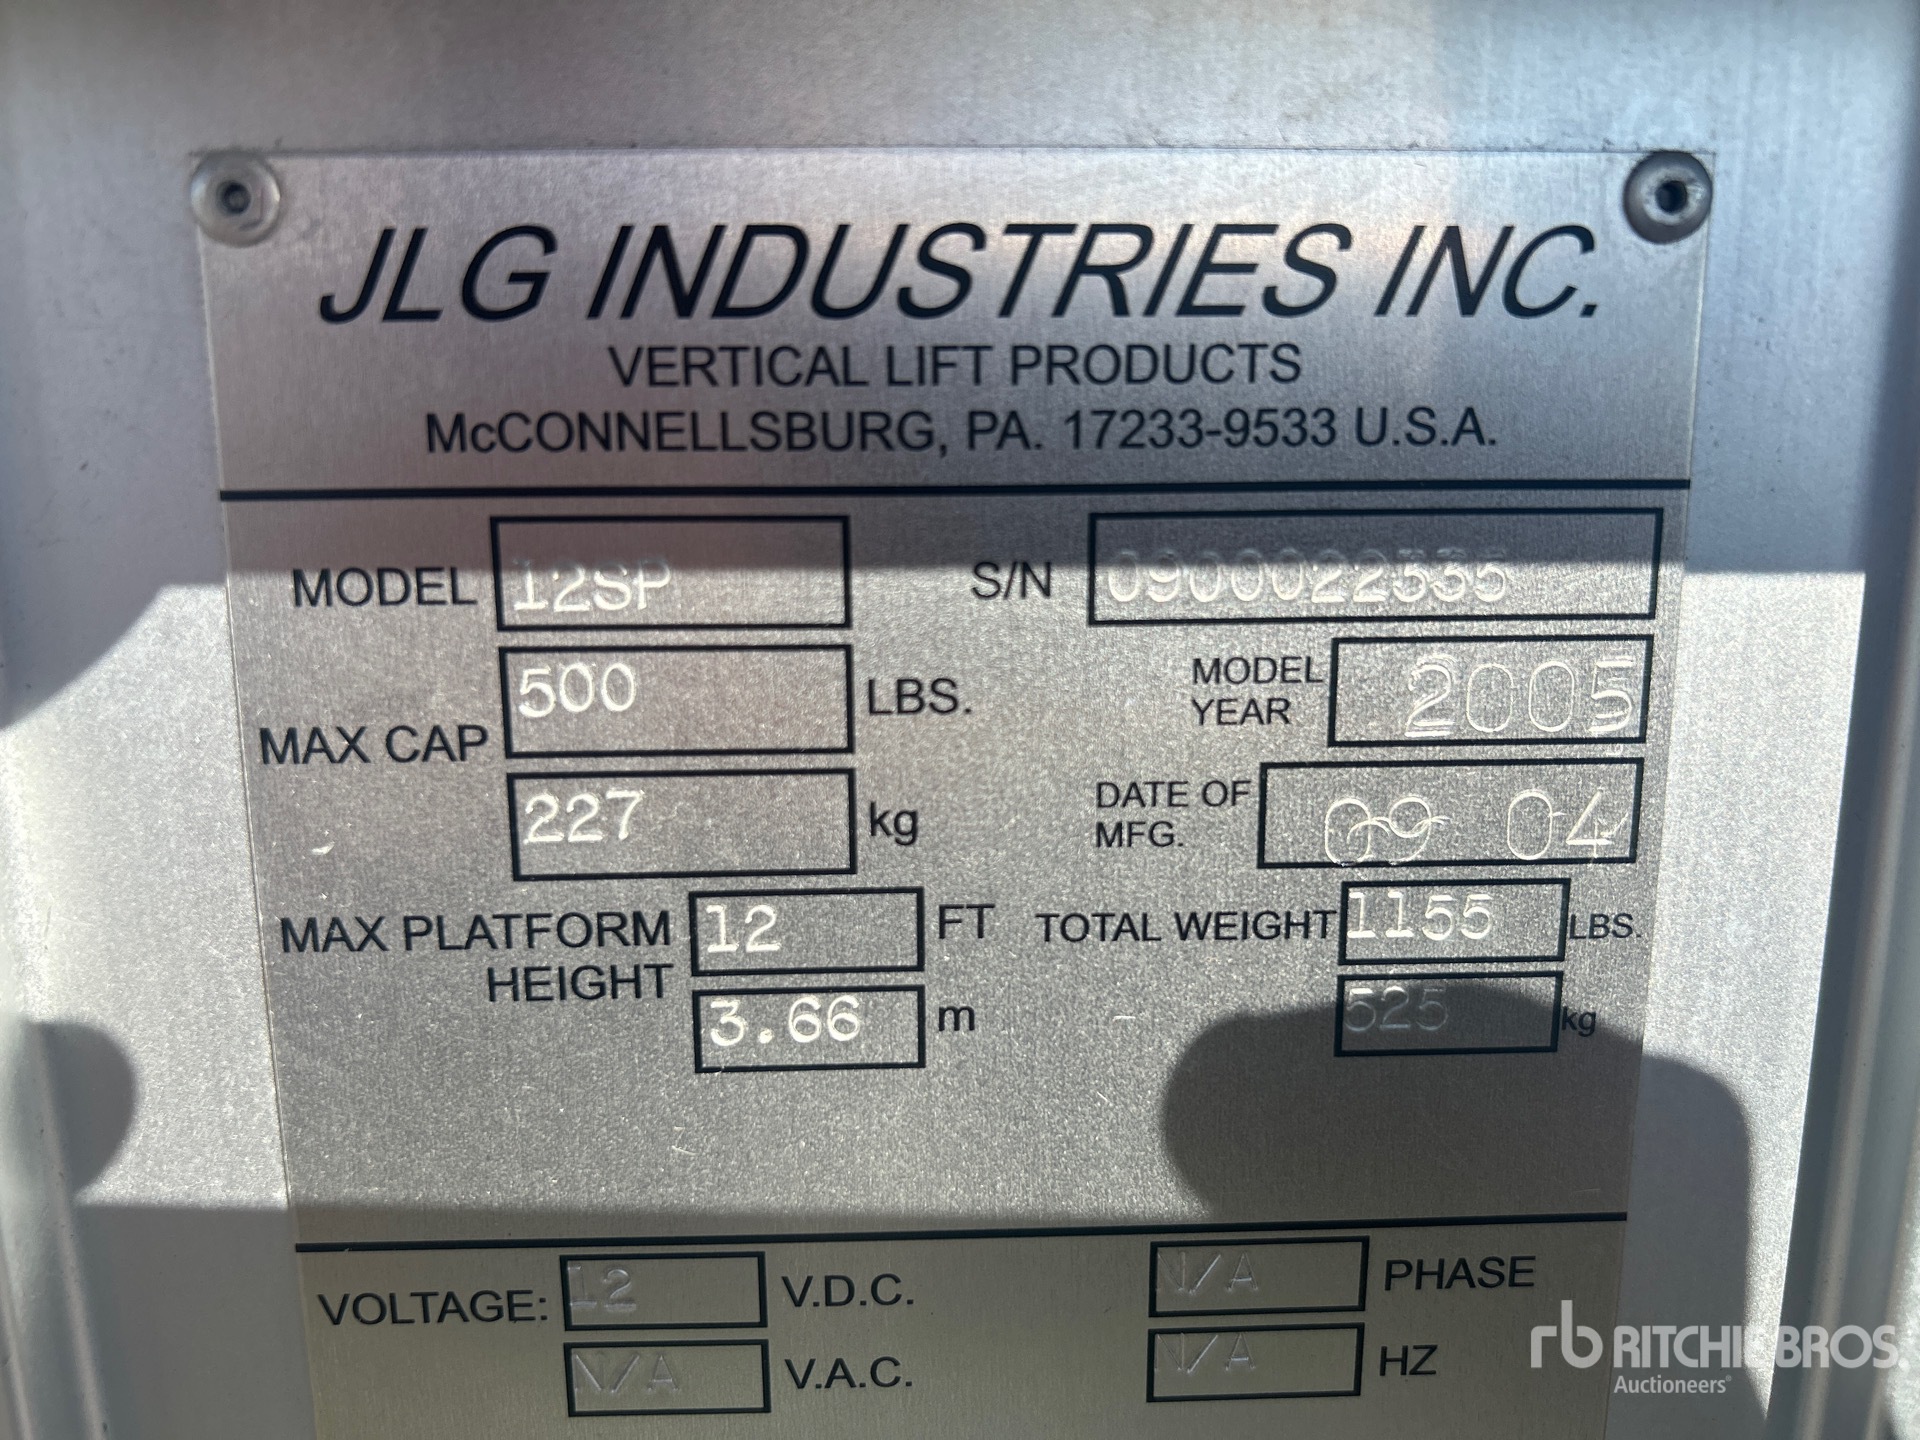 JLG INDUSTRIES INC.
VERTICAL LIFT PRODUCTS
McCONNELLSBURG, PA. 17233-9533 U.S.A.
MODEL 12SP S/N 0900022535
MAX CAP 500 LBS. MODEL YEAR 2005
227 kg DATE OF MFG. 09 04
MAX PLATFORM HEIGHT 12 FT TOTAL WEIGHT 1155 LBS.
3.66 m 525 kg
VOLTAGE: 12 V.D.C. N/A PHASE
N/A V.A.C. N/A HZ
rb RITCHIE BROS.
Auctioneers®